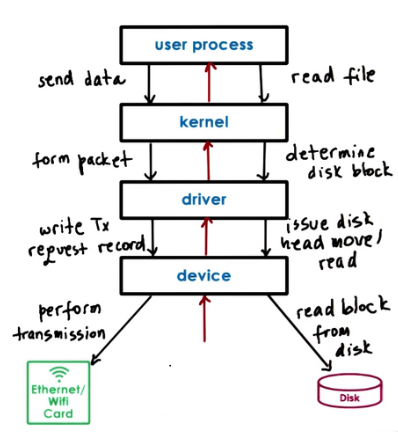 user process
send data
read file
kernel
form packet
determine
disk block
driver
write Tx
request record
issue disk
head move/
read
device
perform
transmission
read block
from
disk
Ethernet/
Wifi
Card
Disk